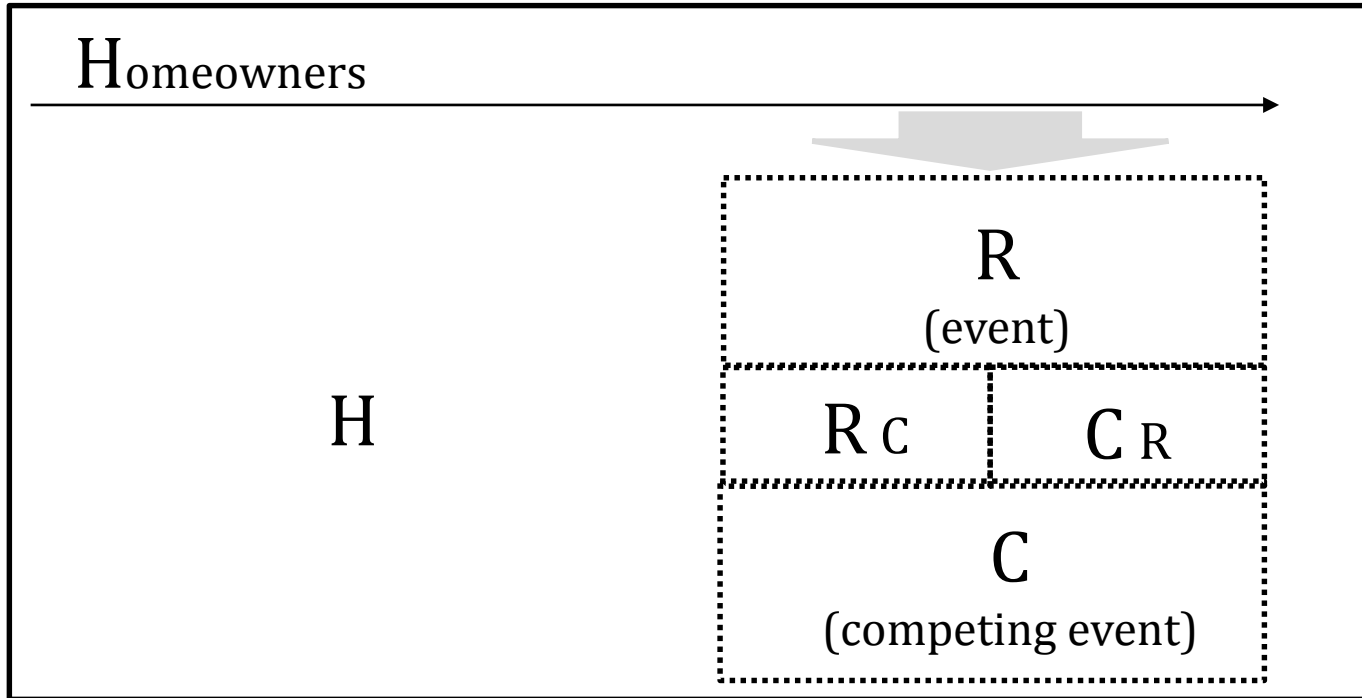 Homeowners
R
(event)
H
R C
C R
C
(competing event)